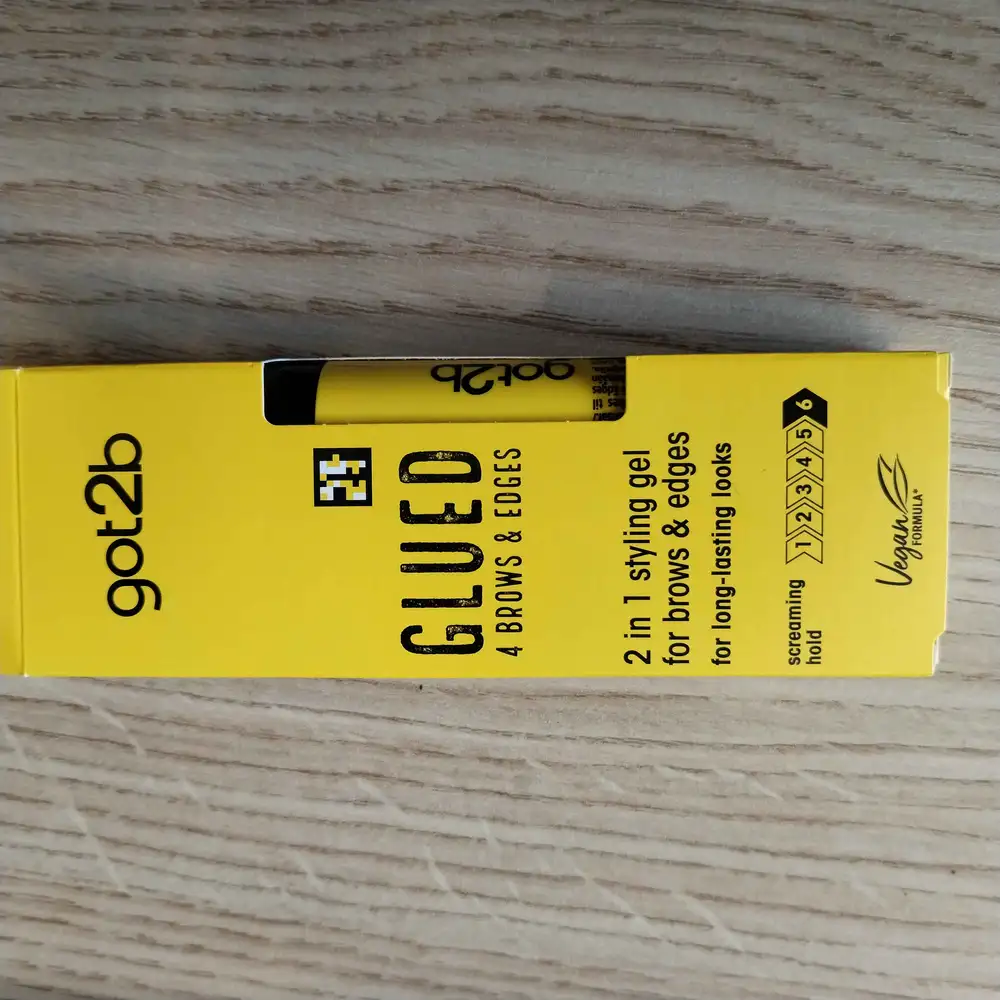 got2b
got2b
GLUED
4 BROWS & EDGES
2 in 1 styling gel
for brows & edges
for long-lasting looks
screaming
hold
1 2 3 4 5 6
Vegan
FORMULA*